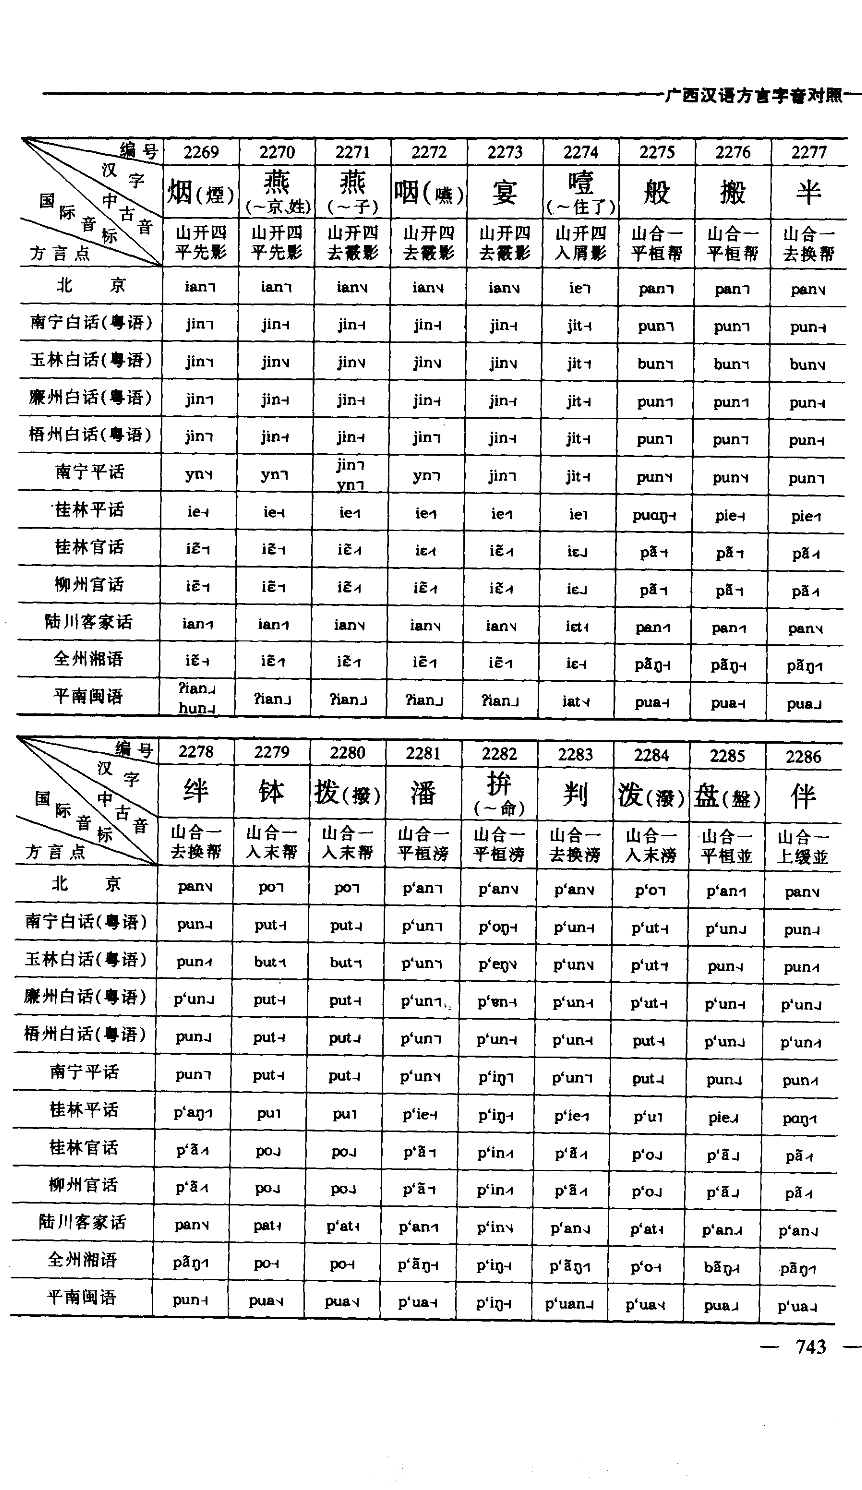 广西汉语方言字音对照
编号 2269 2270 2271 2272 2273 2274 2275 2276 2277
汉字 烟(煙) 燕(～京、姓) 燕(～子) 咽(嚥) 宴 噎(～住了) 般 搬 半
国际音标 中古音 山开四平先影 山开四平先影 山开四去霰影 山开四去霰影 山开四去霰影 山开四入屑影 山合一平桓帮 山合一平桓帮 山合一去换帮
方言点
北京 ian ian ian ian ian ie pan pan pan
南宁白话(粤语) jin jin jin jin jin jit pun pun pun
玉林白话(粤语) jin jin jin jin jin jit bun bun bun
廉州白话(粤语) jin jin jin jin jin jit pun pun pun
梧州白话(粤语) jin jin jin jin jin jit pun pun pun
南宁平话 yn yn jin yn yn jin jit pun pun pun
桂林平话 ie ie ie ie ie ie puɑŋ pie pie
桂林官话 iɛ̃ iɛ̃ iɛ̃ iɛ iɛ̃ iɛ pã pã pã
柳州官话 iɛ̃ iɛ̃ iɛ̃ iɛ̃ iɛ̃ iɛ pã pã pã
陆川客家话 ian ian ian ian ian iɛt pan pan pan
全州湘语 iɛ̃ iɛ̃ iɛ̃ iɛ̃ iɛ̃ iɛ pãŋ pãŋ pãŋ
平南闽语 ʔian hun ʔian ʔian ʔian ʔian iat pua pua pua
编号 2278 2279 2280 2281 2282 2283 2284 2285 2286
汉字 绊 钵 拨(撥) 潘 拚(～命) 判 泼(潑) 盘(盤) 伴
国际音标 中古音 山合一去换帮 山合一入末帮 山合一入末帮 山合一平桓滂 山合一平桓滂 山合一去换滂 山合一入末滂 山合一平桓並 山合一上缓並
方言点
北京 pan po po p‘an p‘an p‘an p‘o p‘an pan
南宁白话(粤语) pun put put p‘un p‘oŋ p‘un p‘ut p‘un pun
玉林白话(粤语) pun but but p‘un p‘eŋ p‘un p‘ut pun pun
廉州白话(粤语) p‘un put put p‘un p‘ɐn p‘un p‘ut p‘un p‘un
梧州白话(粤语) pun put put p‘un p‘un p‘un put p‘un p‘un
南宁平话 pun put put p‘un p‘iŋ p‘un put pun pun
桂林平话 p‘aŋ pu pu p‘ie p‘iŋ p‘ie p‘u pie pɑŋ
桂林官话 p‘ã po po p‘ã p‘in p‘ã p‘o p‘ã pã
柳州官话 p‘ã po po p‘ã p‘in p‘ã p‘o p‘ã pã
陆川客家话 pan pat p‘at p‘an p‘in p‘an p‘at p‘an p‘an
全州湘语 pãŋ po po p‘ãŋ p‘iŋ p‘ãŋ p‘o bãŋ pãŋ
平南闽语 pun pua pua p‘ua p‘iŋ p‘uan p‘ua pua p‘ua
— 743 —